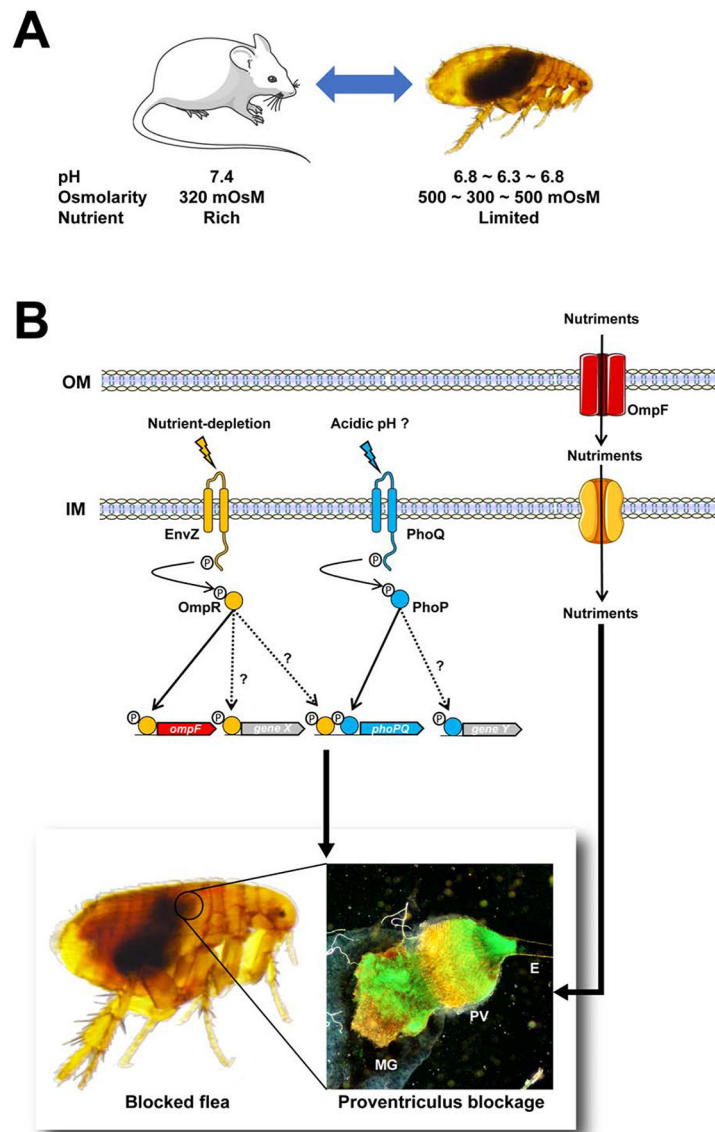 A
pH 7.4 6.8 ~ 6.3 ~ 6.8
Osmolarity 320 mOsM 500 ~ 300 ~ 500 mOsM
Nutrient Rich Limited
B
Nutriments
OM
OmpF
Nutrient-depletion Acidic pH ?
Nutriments
IM
EnvZ PhoQ
P P
P P
OmpR PhoP
Nutriments
? ?
?
P P P P P
ompF gene X phoPQ gene Y
E
PV
MG
Blocked flea Proventriculus blockage